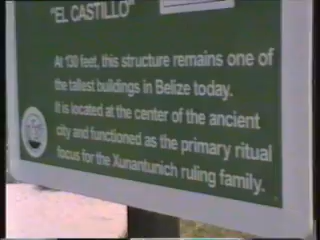 "EL CASTILLO"
At 130 feet, this structure remains one of
the tallest buildings in Belize today.
It is located at the center of the ancient
city and functioned as the primary ritual
focus for the Xunantunich ruling family.